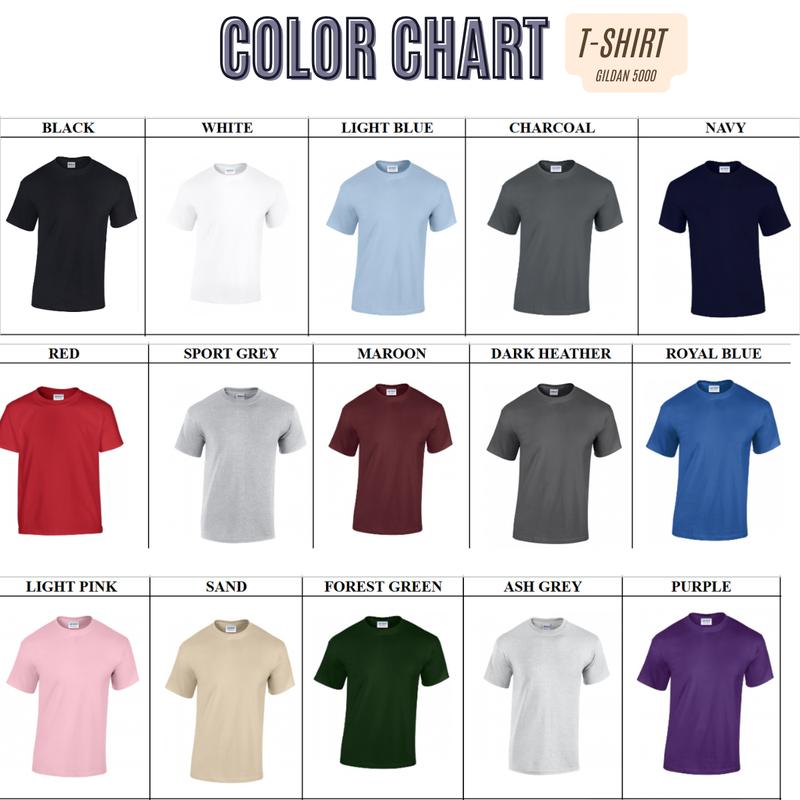 COLOR CHART
T-SHIRT
GILDAN 5000
BLACK WHITE LIGHT BLUE CHARCOAL NAVY
RED SPORT GREY MAROON DARK HEATHER ROYAL BLUE
LIGHT PINK SAND FOREST GREEN ASH GREY PURPLE